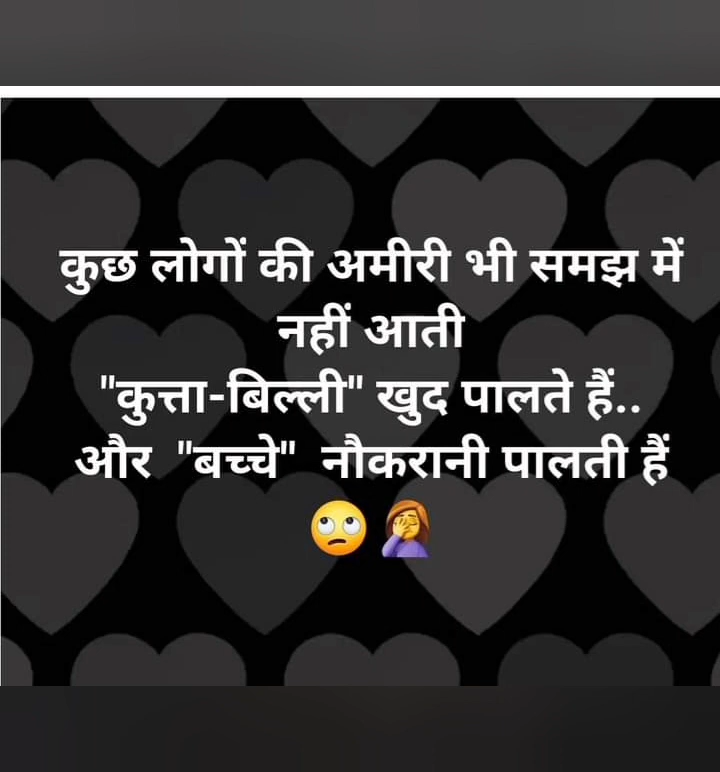 कुछ लोगों की अमीरी भी समझ में
नहीं आती
"कुत्ता-बिल्ली" खुद पालते हैं..
और "बच्चे" नौकरानी पालती हैं
🙄 🤦‍♀️